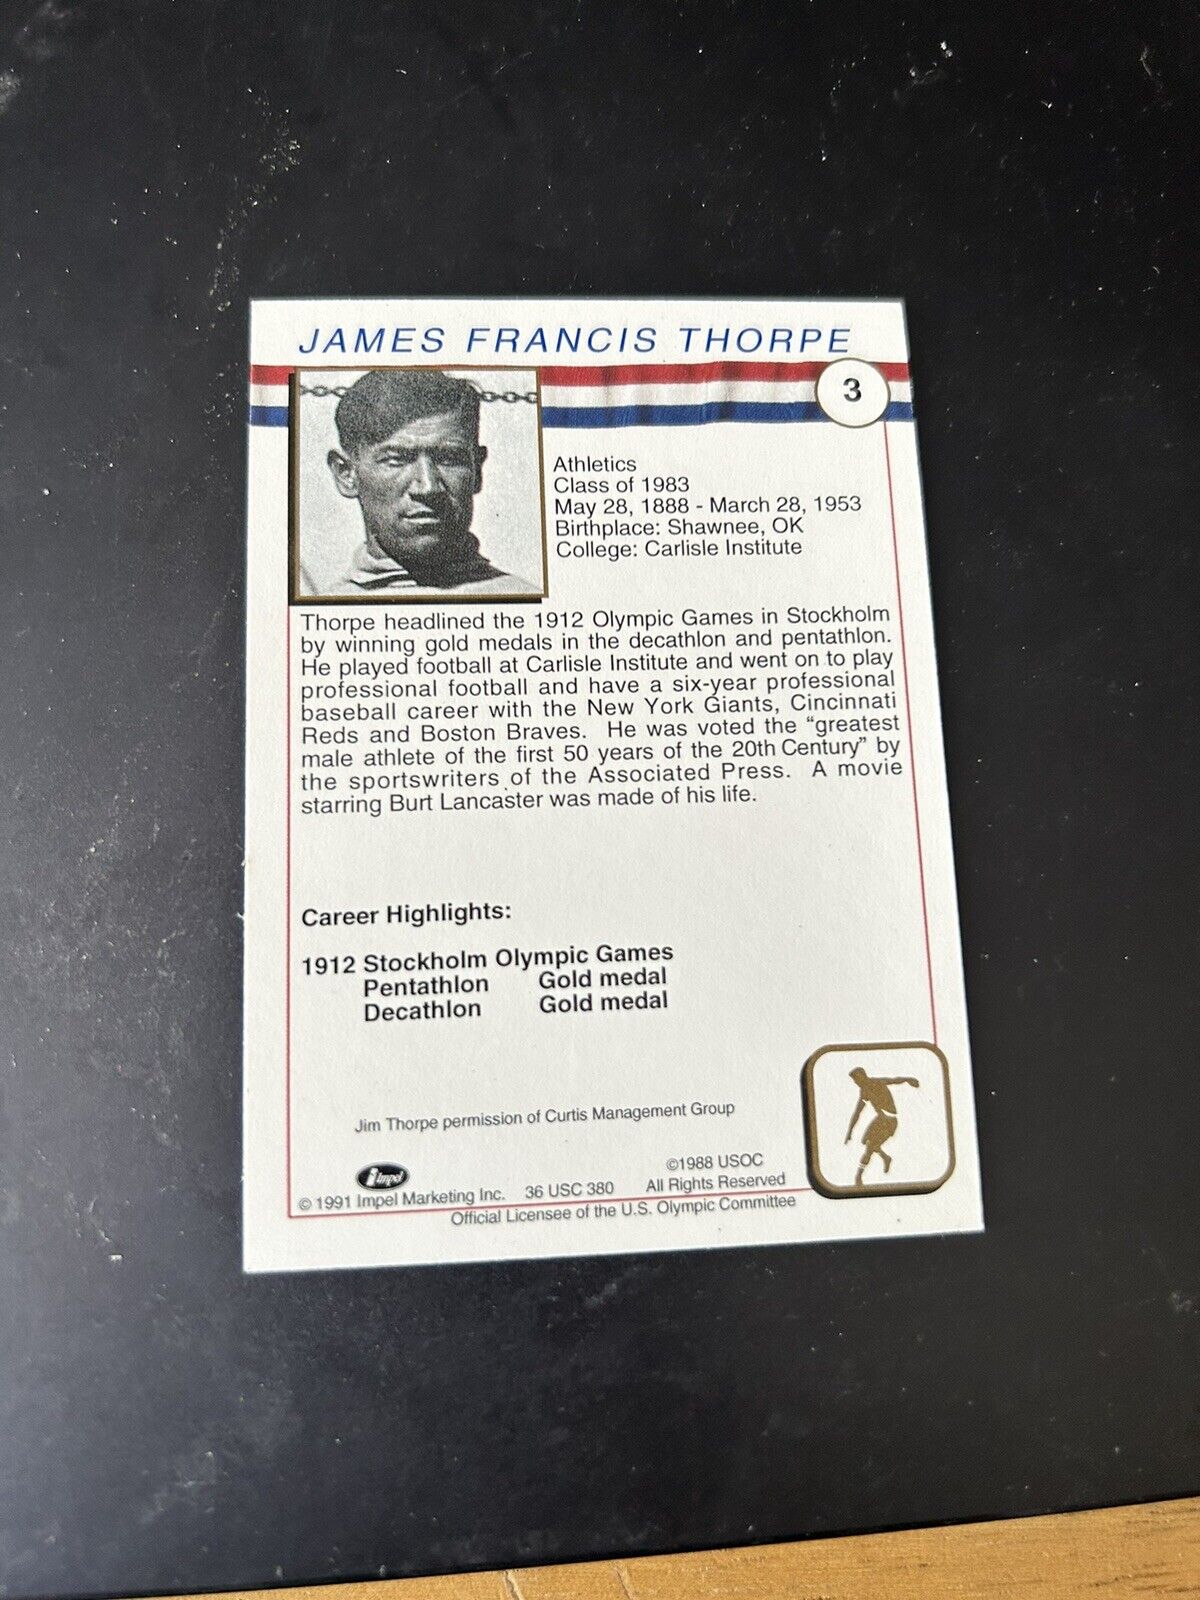 JAMES FRANCIS THORPE
3
Athletics
Class of 1983
May 28, 1888 - March 28, 1953
Birthplace: Shawnee, OK
College: Carlisle Institute
Thorpe headlined the 1912 Olympic Games in Stockholm
by winning gold medals in the decathlon and pentathlon.
He played football at Carlisle Institute and went on to play
professional football and have a six-year professional
baseball career with the New York Giants, Cincinnati
Reds and Boston Braves. He was voted the “greatest
male athlete of the first 50 years of the 20th Century” by
the sportswriters of the Associated Press. A movie
starring Burt Lancaster was made of his life.
Career Highlights:
1912 Stockholm Olympic Games
Pentathlon Gold medal
Decathlon Gold medal
Jim Thorpe permission of Curtis Management Group
Impel
©1988 USOC
© 1991 Impel Marketing Inc. 36 USC 380 All Rights Reserved
Official Licensee of the U.S. Olympic Committee